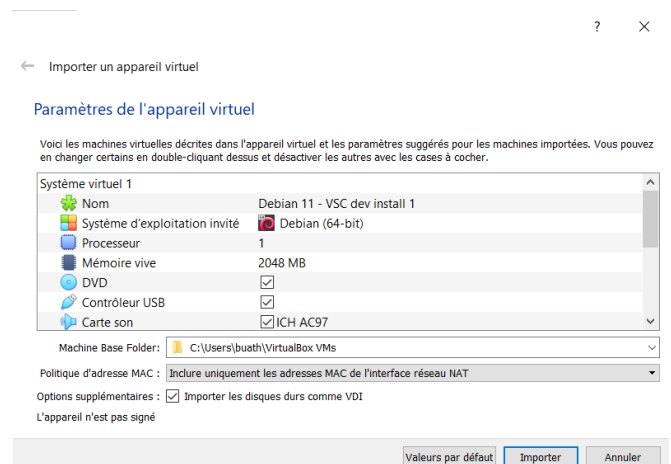 Importer un appareil virtuel
Paramètres de l'appareil virtuel
Voici les machines virtuelles décrites dans l'appareil virtuel et les paramètres suggérés pour les machines importées. Vous pouvez
en changer certains en double-cliquant dessus et désactiver les autres avec les cases à cocher.
Système virtuel 1
Nom Debian 11 - VSC dev install 1
Système d'exploitation invité Debian (64-bit)
Processeur 1
Mémoire vive 2048 MB
DVD
Contrôleur USB
Carte son ICH AC97
Machine Base Folder: C:\Users\buath\VirtualBox VMs
Politique d'adresse MAC : Inclure uniquement les adresses MAC de l'interface réseau NAT
Options supplémentaires : Importer les disques durs comme VDI
L'appareil n'est pas signé
Valeurs par défaut Importer Annuler